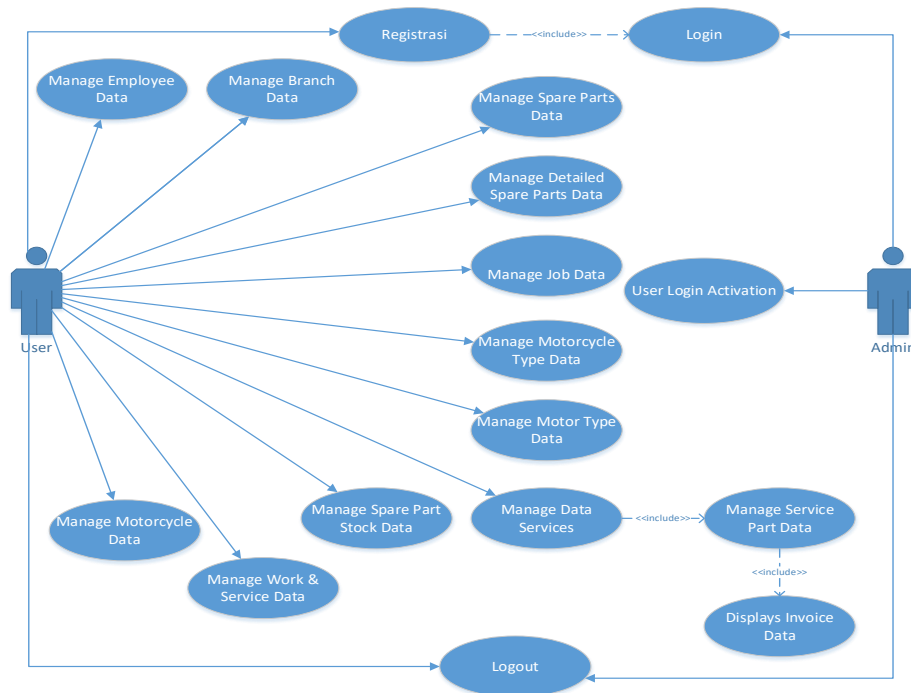 Registrasi
<<include>>
Login
Manage Employee
Data
Manage Branch
Data
Manage Spare Parts
Data
Manage Detailed
Spare Parts Data
Manage Job Data
User Login Activation
User
Admin
Manage Motorcycle
Type Data
Manage Motor Type
Data
Manage Motorcycle
Data
Manage Spare Part
Stock Data
Manage Data
Services
<<include>>
Manage Service
Part Data
Manage Work &
Service Data
<<include>>
Displays Invoice
Data
Logout